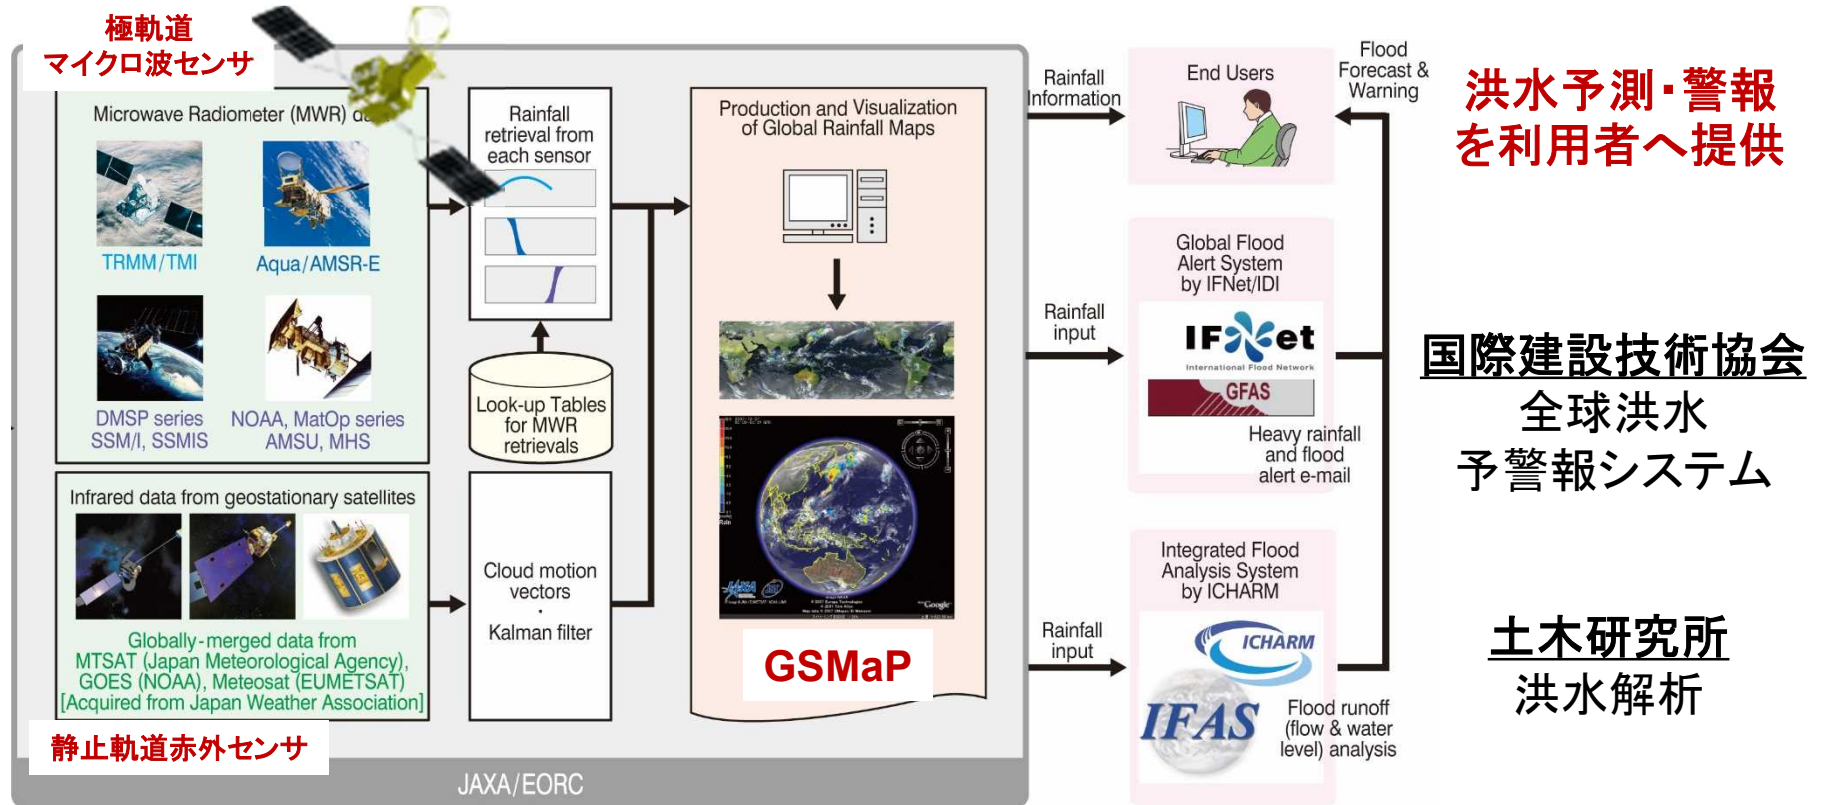 極軌道
マイクロ波センサ
Microwave Radiometer (MWR)
TRMM/TMI
Aqua/AMSR-E
DMSP series
SSM/I, SSMIS
NOAA, MatOp series
AMSU, MHS
Infrared data from geostationary satellites
Globally-merged data from
MTSAT (Japan Meteorological Agency),
GOES (NOAA), Meteosat (EUMETSAT)
[Acquired from Japan Weather Association]
静止軌道赤外センサ
Rainfall
retrieval from
each sensor
Look-up Tables
for MWR
retrievals
Cloud motion
vectors
・
Kalman filter
Production and Visualization
of Global Rainfall Maps
Rain
JAXA
Google
GSMaP
JAXA/EORC
Rainfall
Information
End Users
Flood
Forecast &
Warning
洪水予測・警報
を利用者へ提供
Rainfall
input
Global Flood
Alert System
by IFNet/IDI
IFNet
International Flood Network
GFAS
Heavy rainfall
and flood
alert e-mail
国際建設技術協会
全球洪水
予警報システム
Rainfall
input
Integrated Flood
Analysis System
by ICHARM
ICHARM
IFAS
Flood runoff
(flow & water
level) analysis
土木研究所
洪水解析